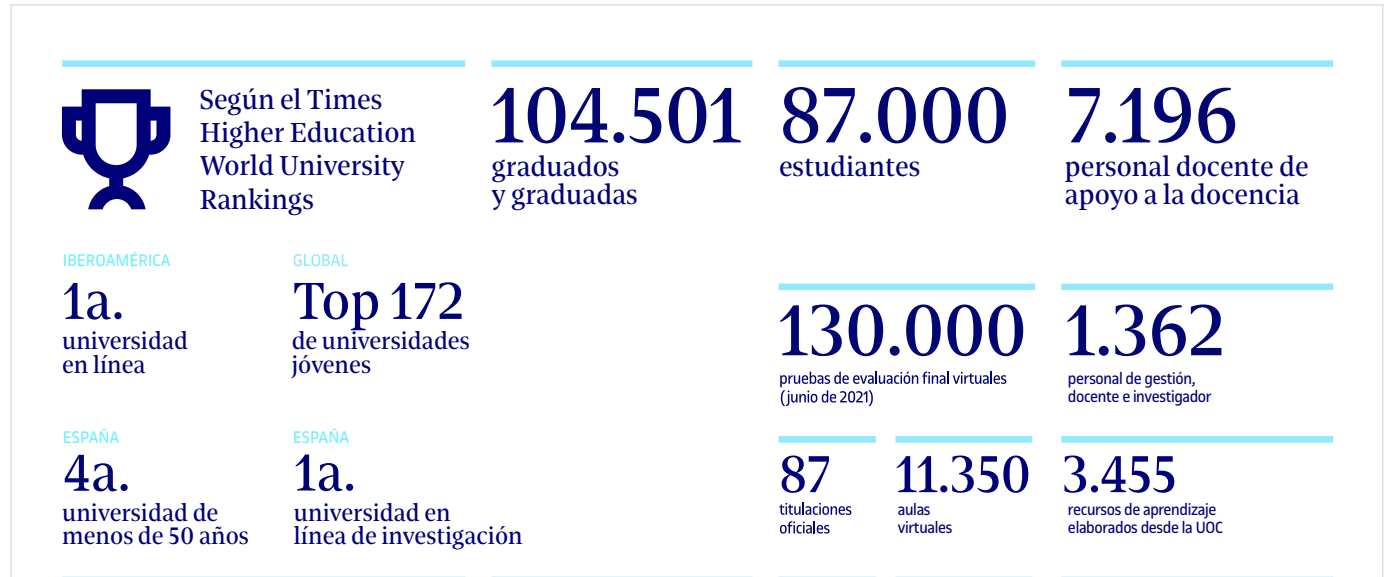 Según el Times
Higher Education
World University
Rankings
104.501
graduados
y graduadas
87.000
estudiantes
7.196
personal docente de
apoyo a la docencia
IBEROAMÉRICA
1a.
universidad
en línea
GLOBAL
Top 172
de universidades
jóvenes
130.000
pruebas de evaluación final virtuales
(junio de 2021)
1.362
personal de gestión,
docente e investigador
ESPAÑA
4a.
universidad de
menos de 50 años
ESPAÑA
1a.
universidad en
línea de investigación
87
titulaciones
oficiales
11.350
aulas
virtuales
3.455
recursos de aprendizaje
elaborados desde la UOC